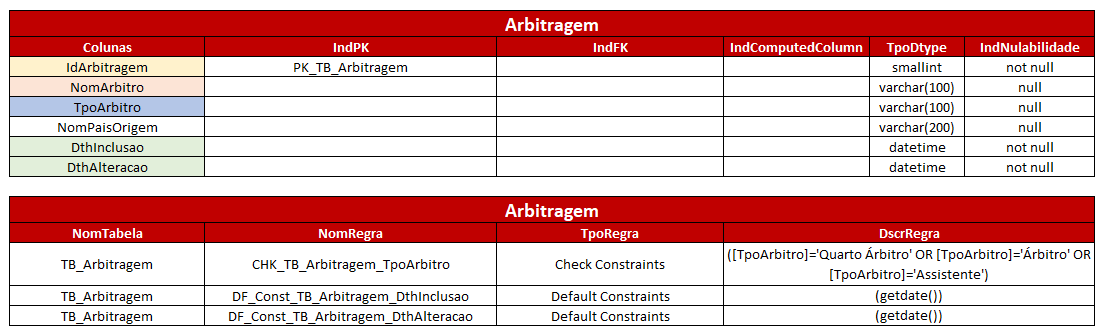 Arbitragem
Colunas IndPK IndFK IndComputedColumn TpoDtype IndNulabilidade
IdArbitragem PK_TB_Arbitragem smallint not null
NomArbitro varchar(100) null
TpoArbitro varchar(100) null
NomPaisOrigem varchar(200) null
DthInclusao datetime not null
DthAlteracao datetime not null
Arbitragem
NomTabela NomRegra TpoRegra DscrRegra
TB_Arbitragem CHK_TB_Arbitragem_TpoArbitro Check Constraints ([TpoArbitro]='Quarto Árbitro' OR [TpoArbitro]='Árbitro' OR
[TpoArbitro]='Assistente')
TB_Arbitragem DF_Const_TB_Arbitragem_DthInclusao Default Constraints (getdate())
TB_Arbitragem DF_Const_TB_Arbitragem_DthAlteracao Default Constraints (getdate())